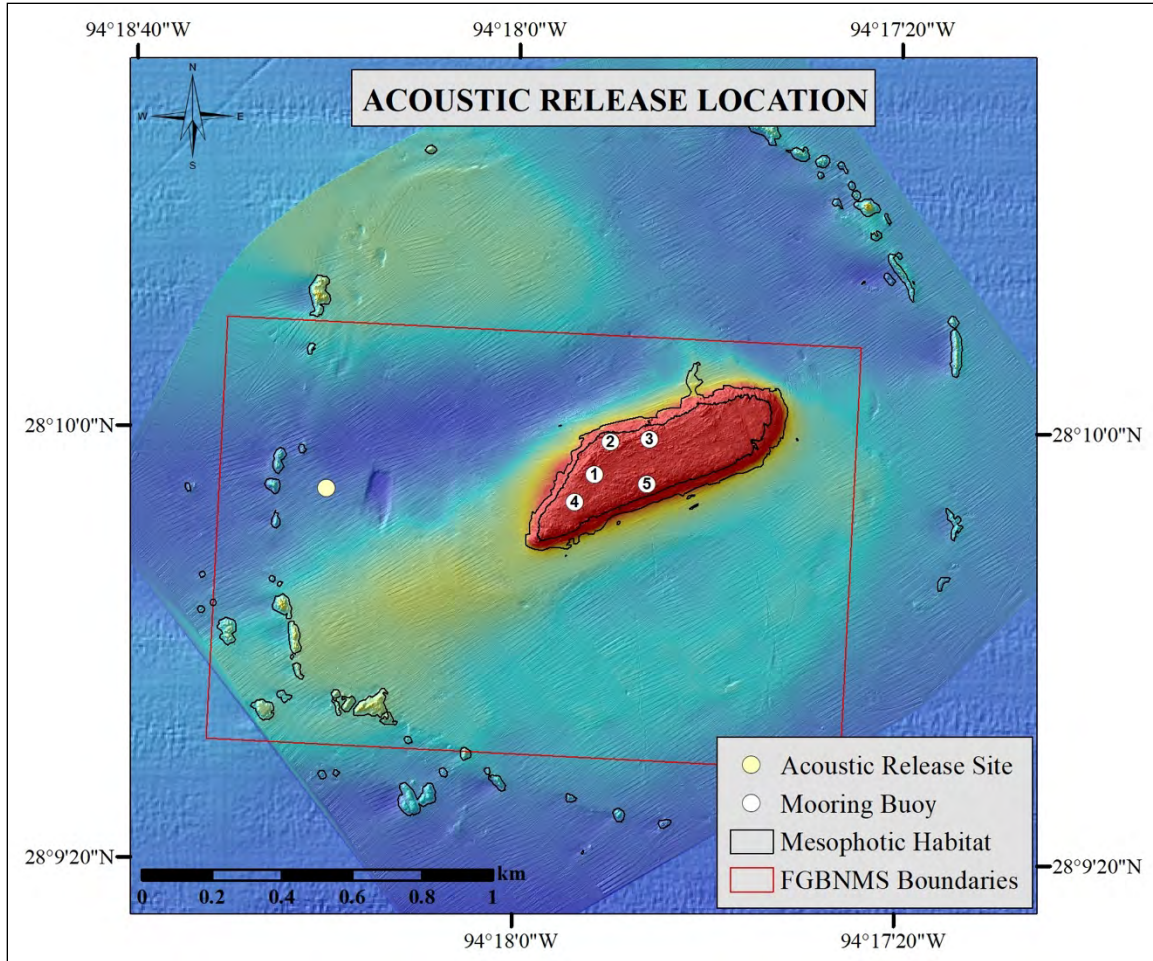 94°18'40"W 94°18'0"W 94°17'20"W
N
W E
S
ACOUSTIC RELEASE LOCATION
28°10'0"N 28°10'0"N
2 3
1
5
4
Acoustic Release Site
Mooring Buoy
Mesophotic Habitat
FGBNMS Boundaries
28°9'20"N 28°9'20"N
km
0 0.2 0.4 0.6 0.8 1
94°18'0"W 94°17'20"W